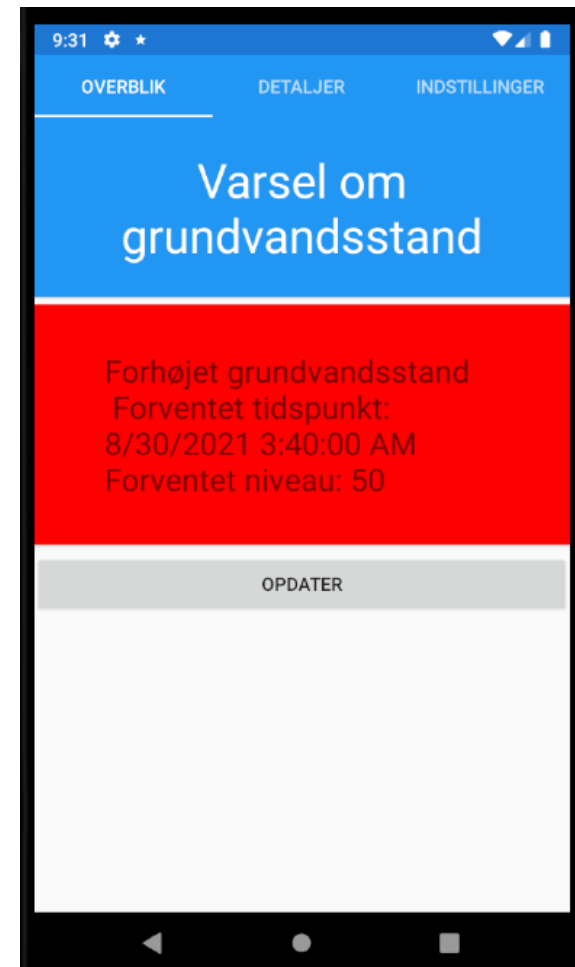 9:31
OVERBLIK DETALJER INDSTILLINGER
Varsel om
grundvandsstand
Forhøjet grundvandsstand
Forventet tidspunkt:
8/30/2021 3:40:00 AM
Forventet niveau: 50
OPDATER